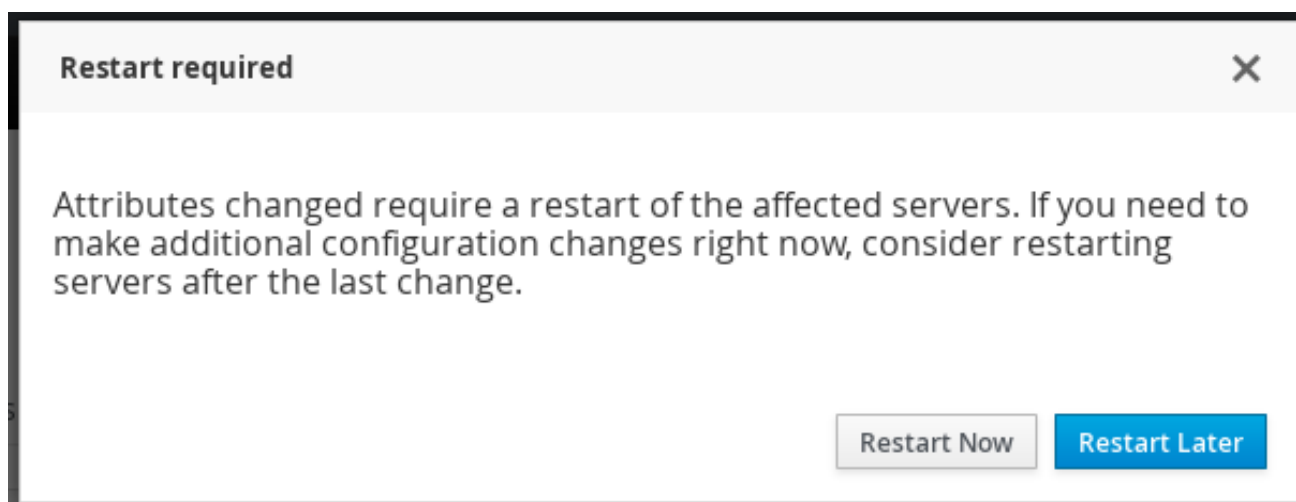 Restart required
Attributes changed require a restart of the affected servers. If you need to
make additional configuration changes right now, consider restarting
servers after the last change.
Restart Now
Restart Later